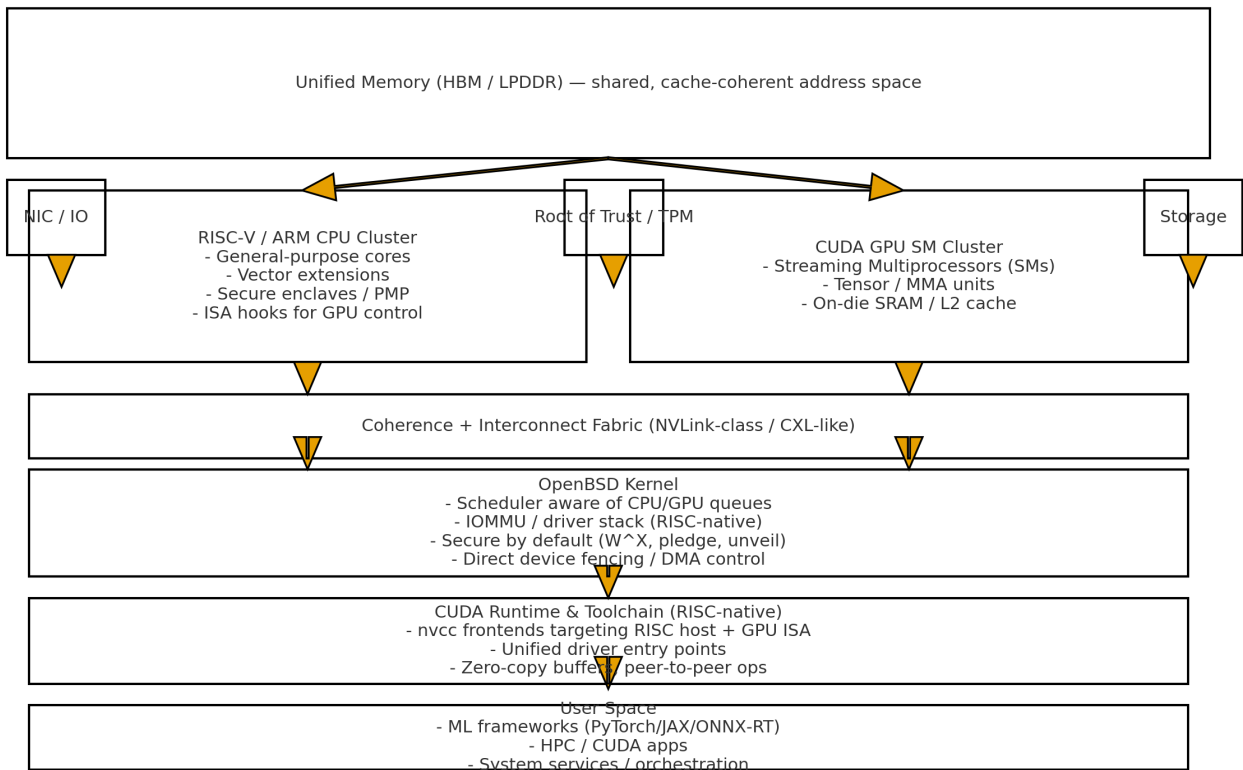 Unified Memory (HBM / LPDDR) — shared, cache-coherent address space
NIC / IO
Root of Trust / TPM
Storage
RISC-V / ARM CPU Cluster
- General-purpose cores
- Vector extensions
- Secure enclaves / PMP
- ISA hooks for GPU control
CUDA GPU SM Cluster
- Streaming Multiprocessors (SMs)
- Tensor / MMA units
- On-die SRAM / L2 cache
Coherence + Interconnect Fabric (NVLink-class / CXL-like)
OpenBSD Kernel
- Scheduler aware of CPU/GPU queues
- IOMMU / driver stack (RISC-native)
- Secure by default (W^X, pledge, unveil)
- Direct device fencing / DMA control
CUDA Runtime & Toolchain (RISC-native)
- nvcc frontends targeting RISC host + GPU ISA
- Unified driver entry points
- Zero-copy buffers, peer-to-peer ops
User Space
- ML frameworks (PyTorch/JAX/ONNX-RT)
- HPC / CUDA apps
- System services / orchestration